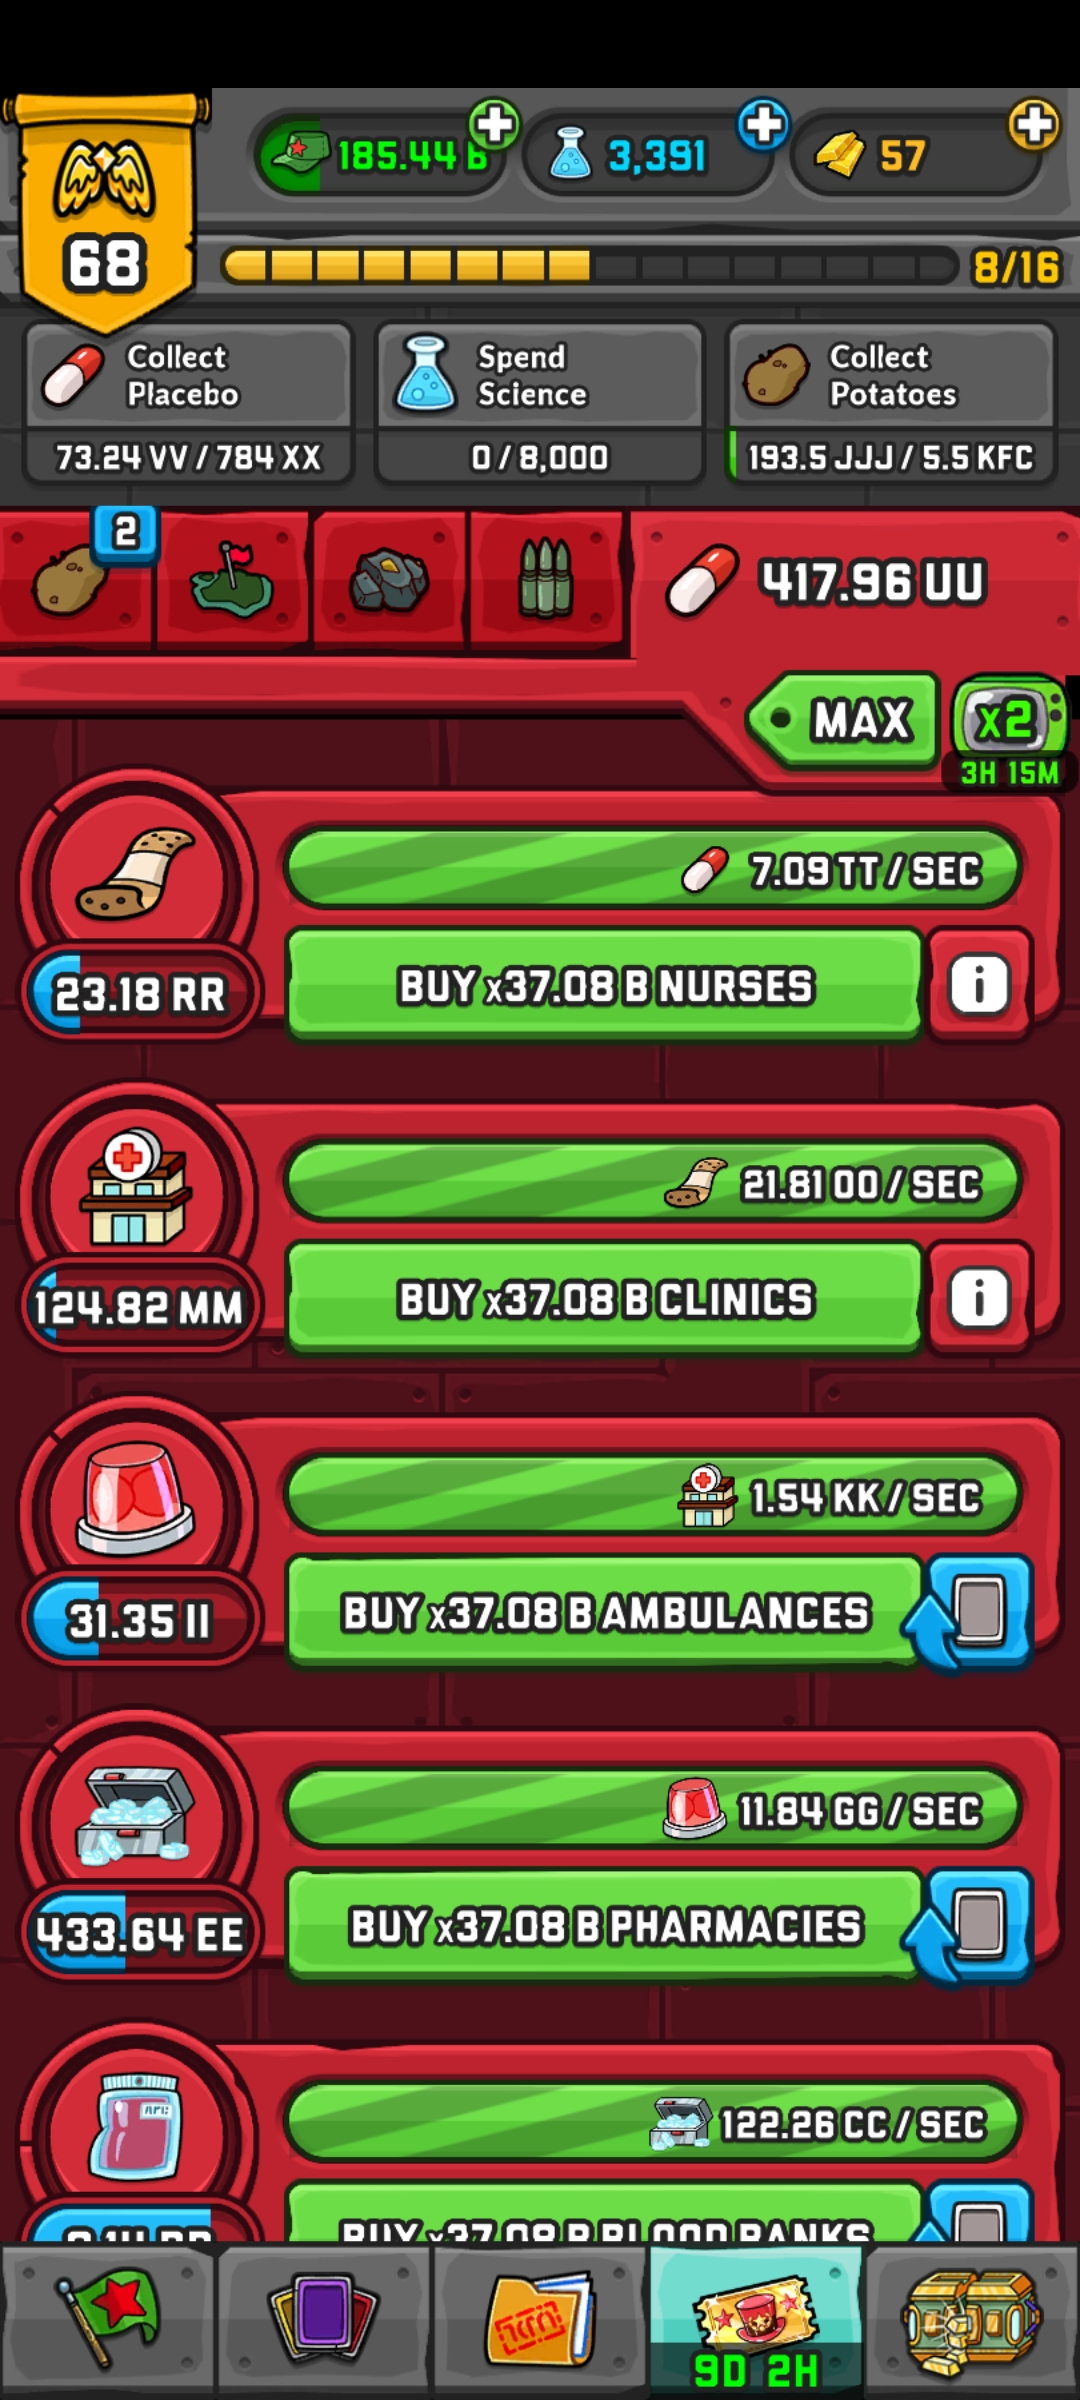 185.44 B
3,391
57
68
8/16
Collect
Placebo
73.24 VV / 784 XX
Spend
Science
0 / 8,000
Collect
Potatoes
193.5 JJJ / 5.5 KFC
2
417.96 UU
MAX
x2
3H 15M
7.09 TT / SEC
23.18 RR
BUY x37.08 B NURSES
i
21.81 OO / SEC
124.82 MM
BUY x37.08 B CLINICS
i
1.54 KK / SEC
31.35 II
BUY x37.08 B AMBULANCES
11.84 GG / SEC
433.64 EE
BUY x37.08 B PHARMACIES
122.26 CC / SEC
BUY x37.08 B BLOOD BANKS
9D 2H